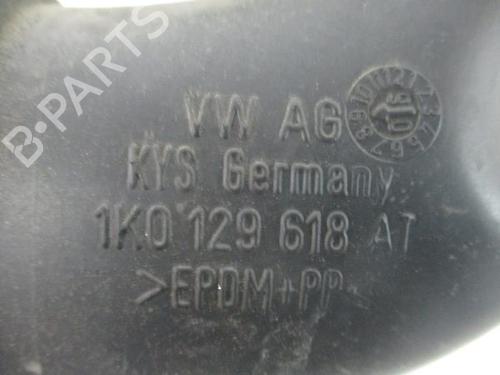 B-PARTS
VW AG
KYS Germany
1K0 129 618 AT
>EPDM+PP<